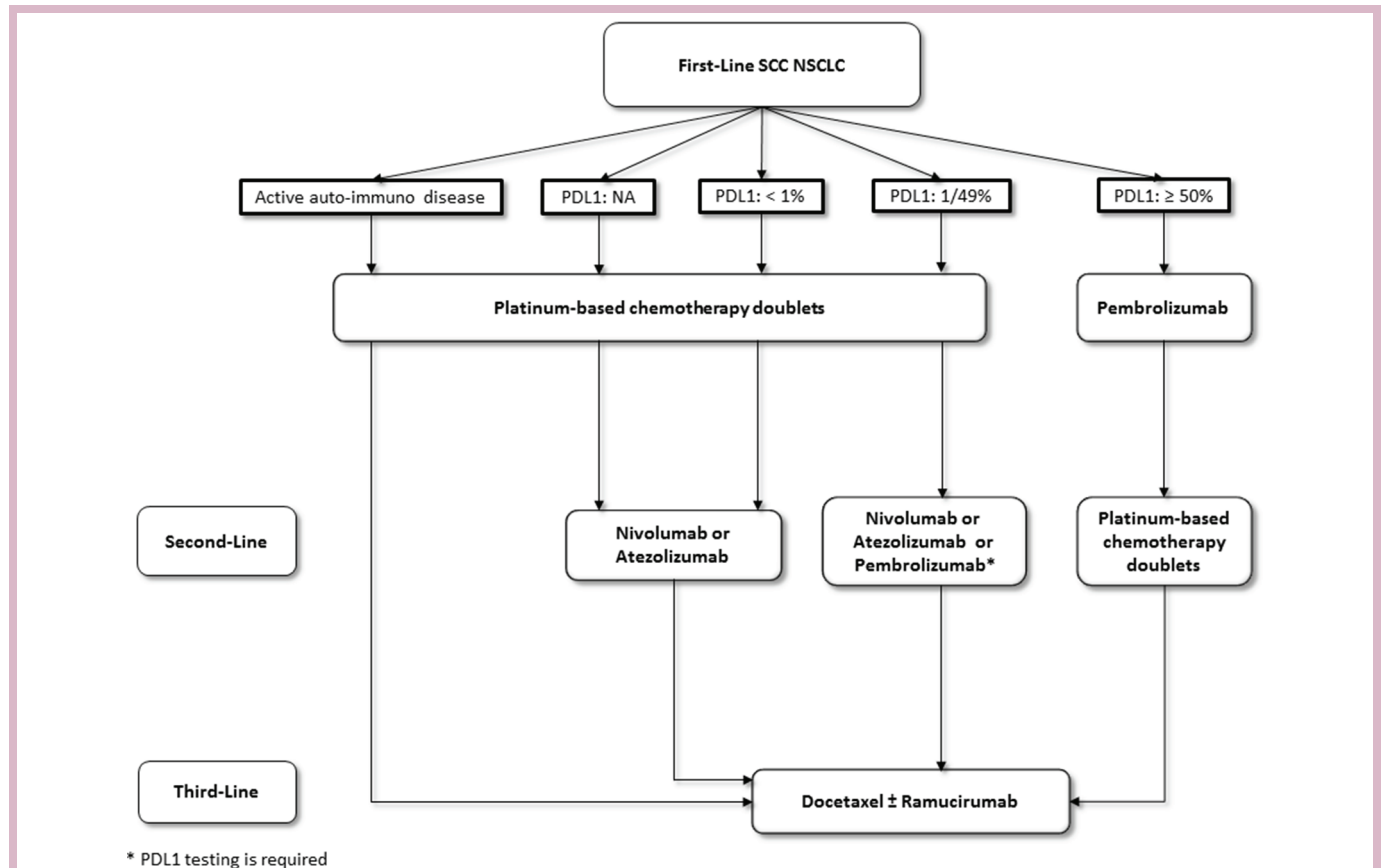 First-Line SCC NSCLC
Active auto-immuno disease
PDL1: NA
PDL1: < 1%
PDL1: 1/49%
PDL1: ≥ 50%
Platinum-based chemotherapy doublets
Pembrolizumab
Second-Line
Nivolumab or
Atezolizumab
Nivolumab or
Atezolizumab or
Pembrolizumab*
Platinum-based
chemotherapy
doublets
Third-Line
Docetaxel ± Ramucirumab
* PDL1 testing is required